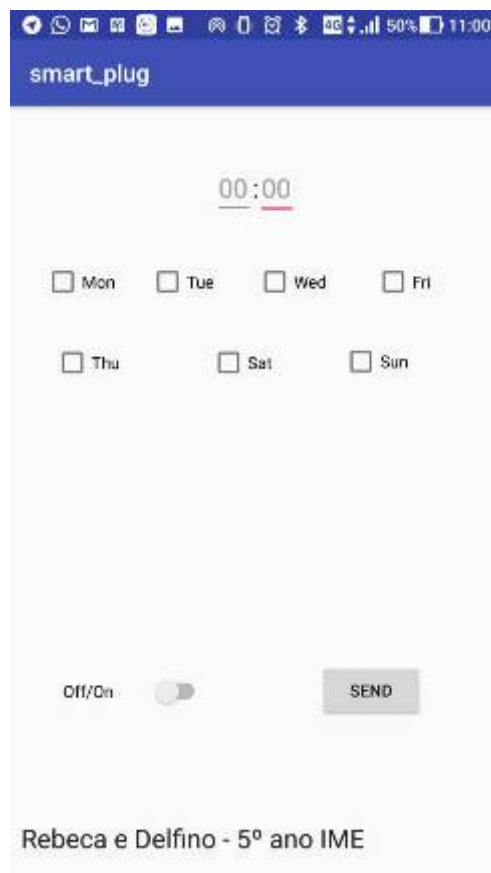 4G 50% 11:00
smart_plug
00:00
Mon Tue Wed Fri
Thu Sat Sun
Off/On SEND
Rebeca e Delfino - 5º ano IME